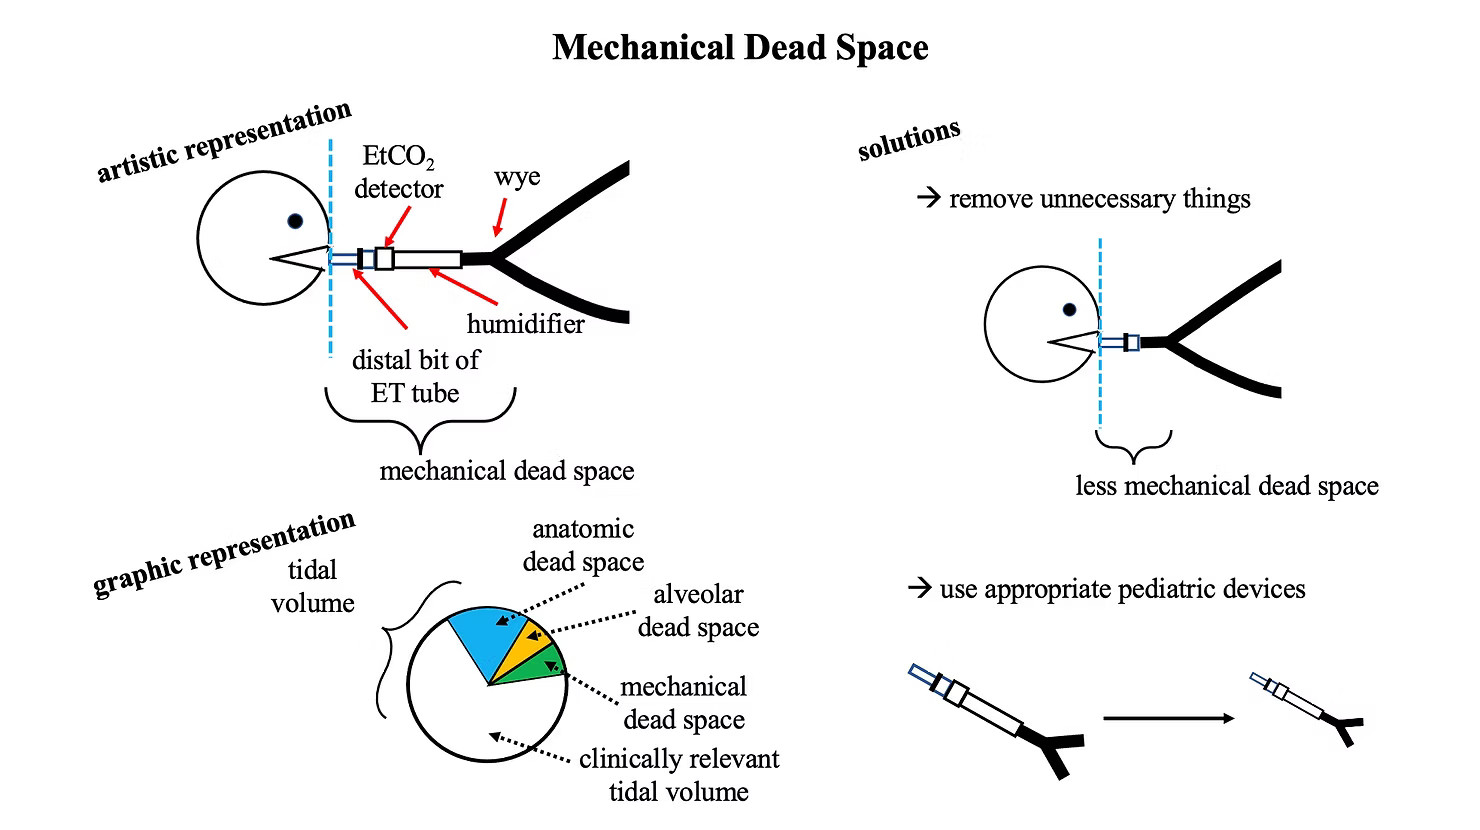 Mechanical Dead Space
artistic representation
EtCO₂
detector
wye
humidifier
distal bit of
ET tube
mechanical dead space
graphic representation
tidal
volume
anatomic
dead space
alveolar
dead space
mechanical
dead space
clinically relevant
tidal volume
solutions
→ remove unnecessary things
less mechanical dead space
→ use appropriate pediatric devices